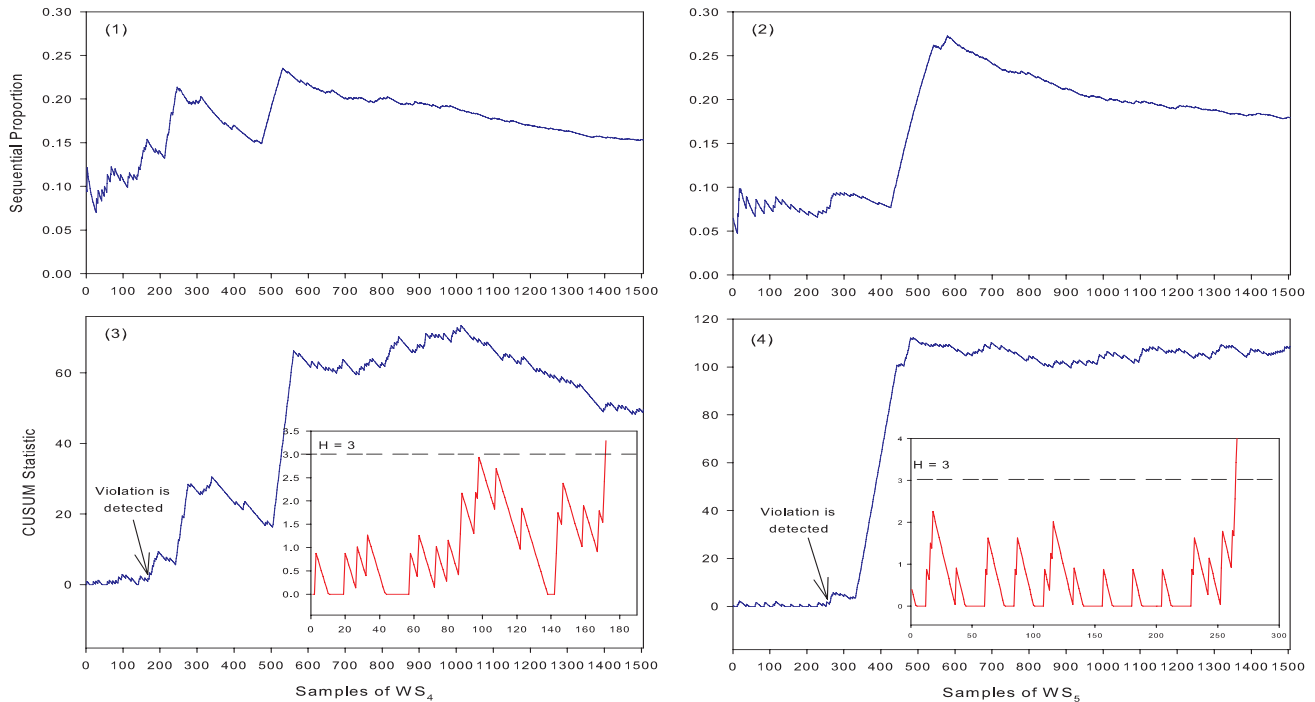 (1)
0.30
0.25
0.20
0.15
0.10
0.05
0.00
Sequential Proportion
0 100 200 300 400 500 600 700 800 900 1000 1100 1200 1300 1400 1500
(2)
0.30
0.25
0.20
0.15
0.10
0.05
0.00
0 100 200 300 400 500 600 700 800 900 1000 1100 1200 1300 1400 1500
(3)
60
40
20
0
CUSUM Statistic
Violation is
detected
H = 3
3.5
3.0
2.5
2.0
1.5
1.0
0.5
0.0
0 20 40 60 80 100 120 140 160 180
0 100 200 300 400 500 600 700 800 900 1000 1100 1200 1300 1400 1500
Samples of WS4
(4)
120
100
80
60
40
20
0
Violation is
detected
H = 3
4
3
2
1
0
0 50 100 150 200 250 300
0 100 200 300 400 500 600 700 800 900 1000 1100 1200 1300 1400 1500
Samples of WS5